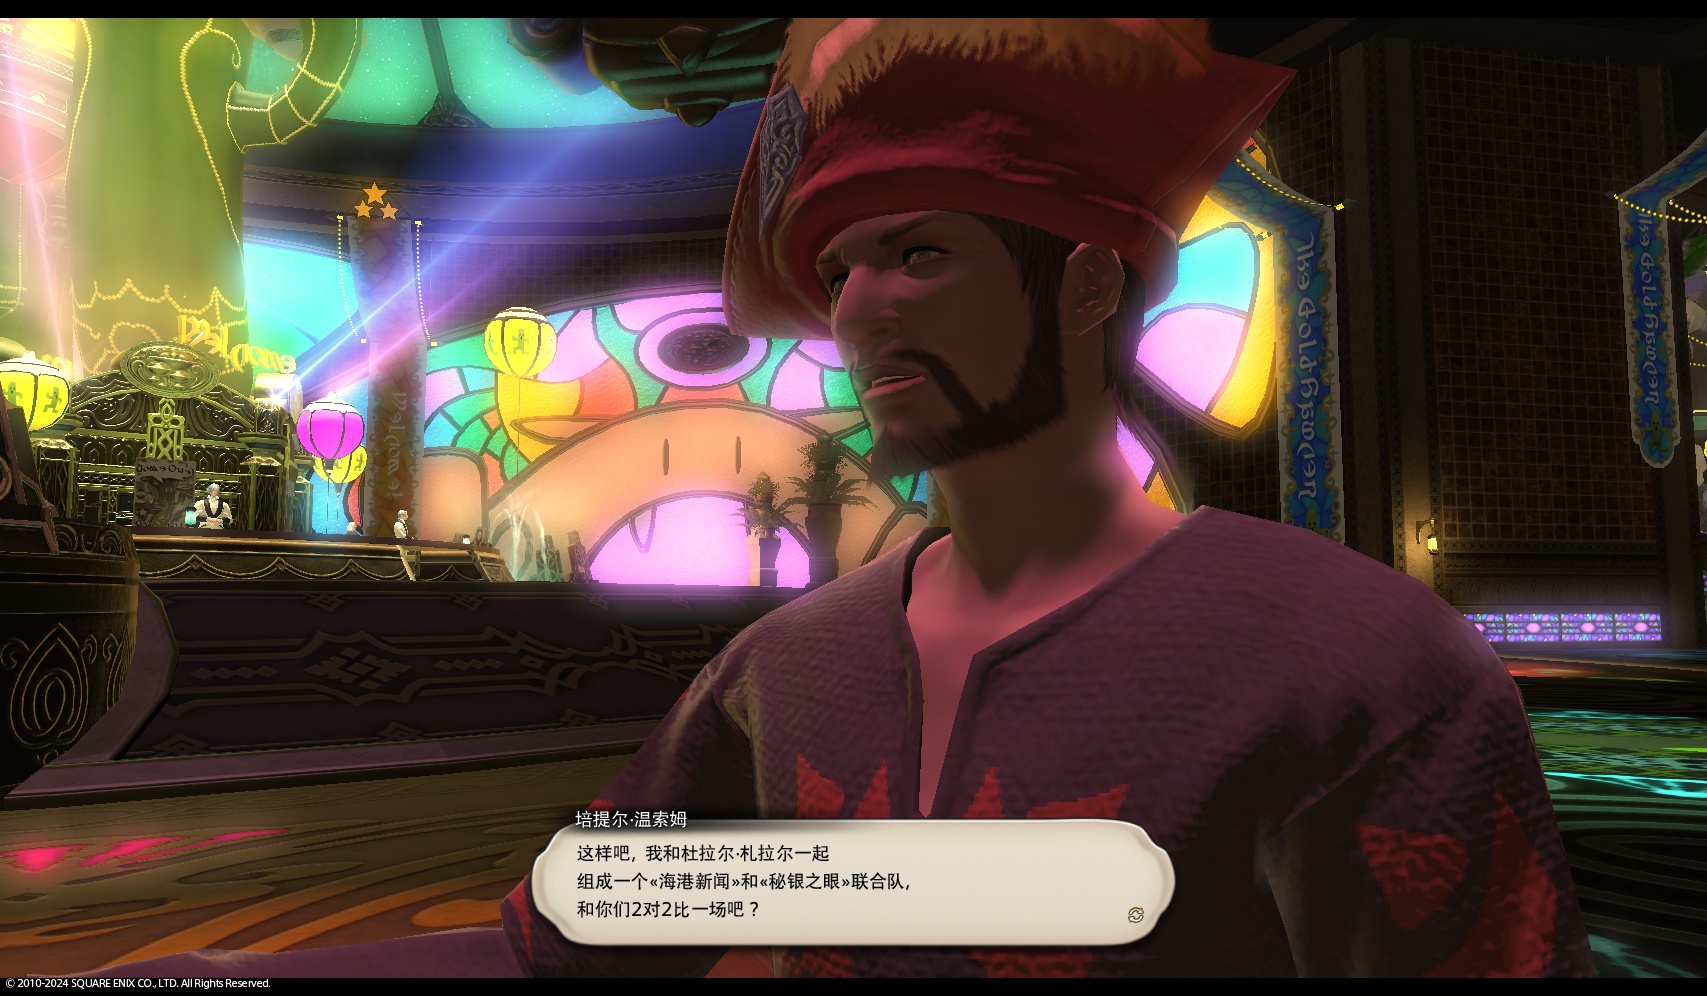 培提尔·温索姆
这样吧，我和杜拉尔·札拉尔一起
组成一个«海港新闻»和«秘银之眼»联合队，
和你们2对2比一场吧？
© 2010-2024 SQUARE ENIX CO., LTD. All Rights Reserved.